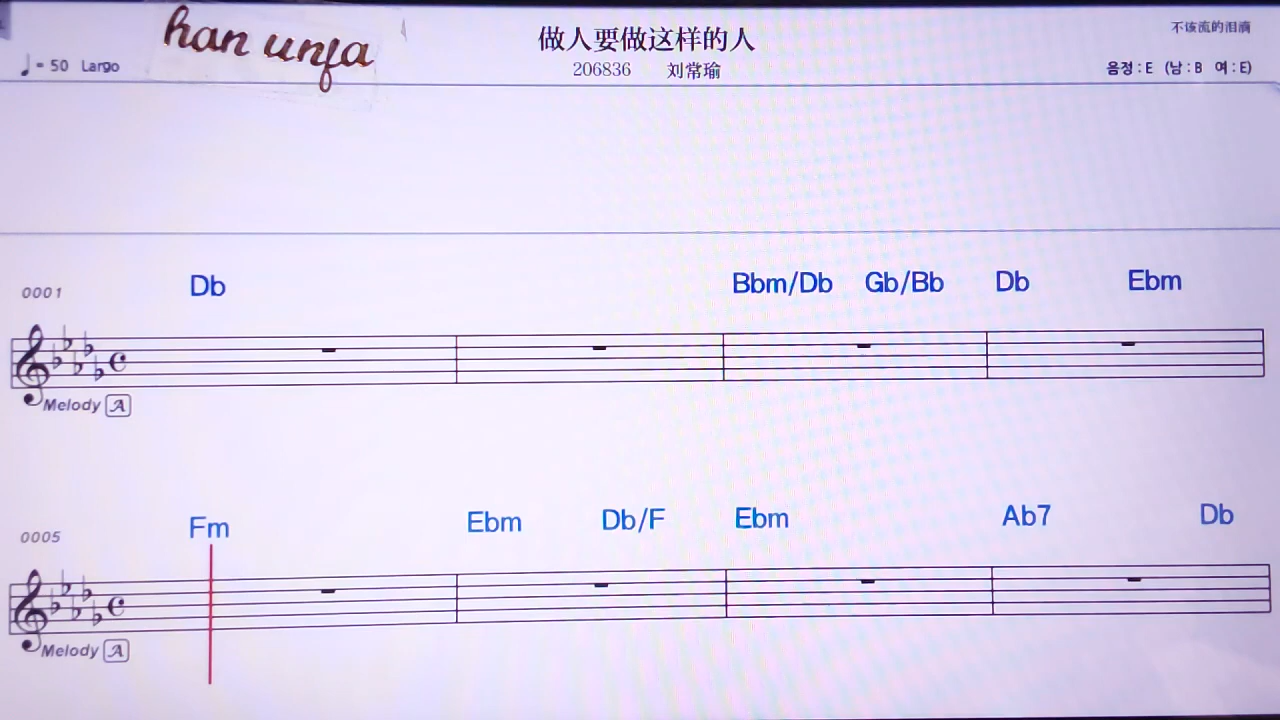 han unfa
做人要做这样的人
不该流的泪滴
♩= 50 Largo
206836 刘常瑜
음정 : E (남 : B 여 : E)
0001 Db Bbm/Db Gb/Bb Db Ebm
Melody A
0005 Fm Ebm Db/F Ebm Ab7 Db
Melody A